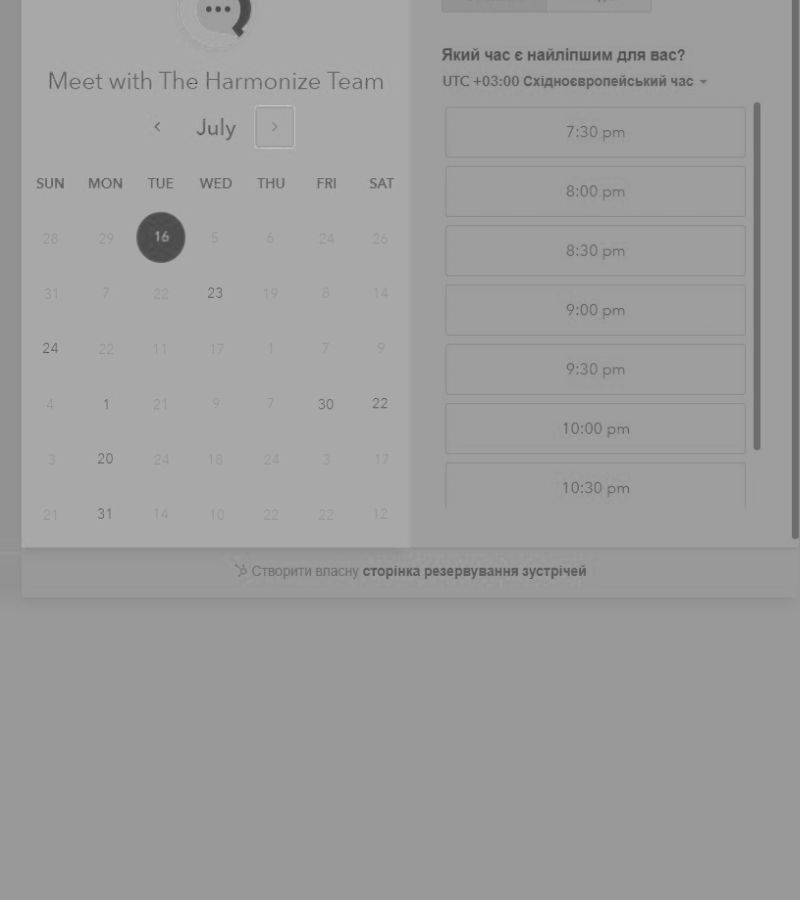 Meet with The Harmonize Team
July
SUN MON TUE WED THU FRI SAT
28 29 16 5 6 24 26
31 7 22 23 19 8 14
24 22 11 17 1 7 9
4 1 21 9 7 30 22
3 20 24 18 24 3 17
21 31 14 10 22 22 12
Який час є найліпшим для вас?
UTC +03:00 Східноєвропейський час
7:30 pm
8:00 pm
8:30 pm
9:00 pm
9:30 pm
10:00 pm
10:30 pm
Створити власну сторінка резервування зустрічей